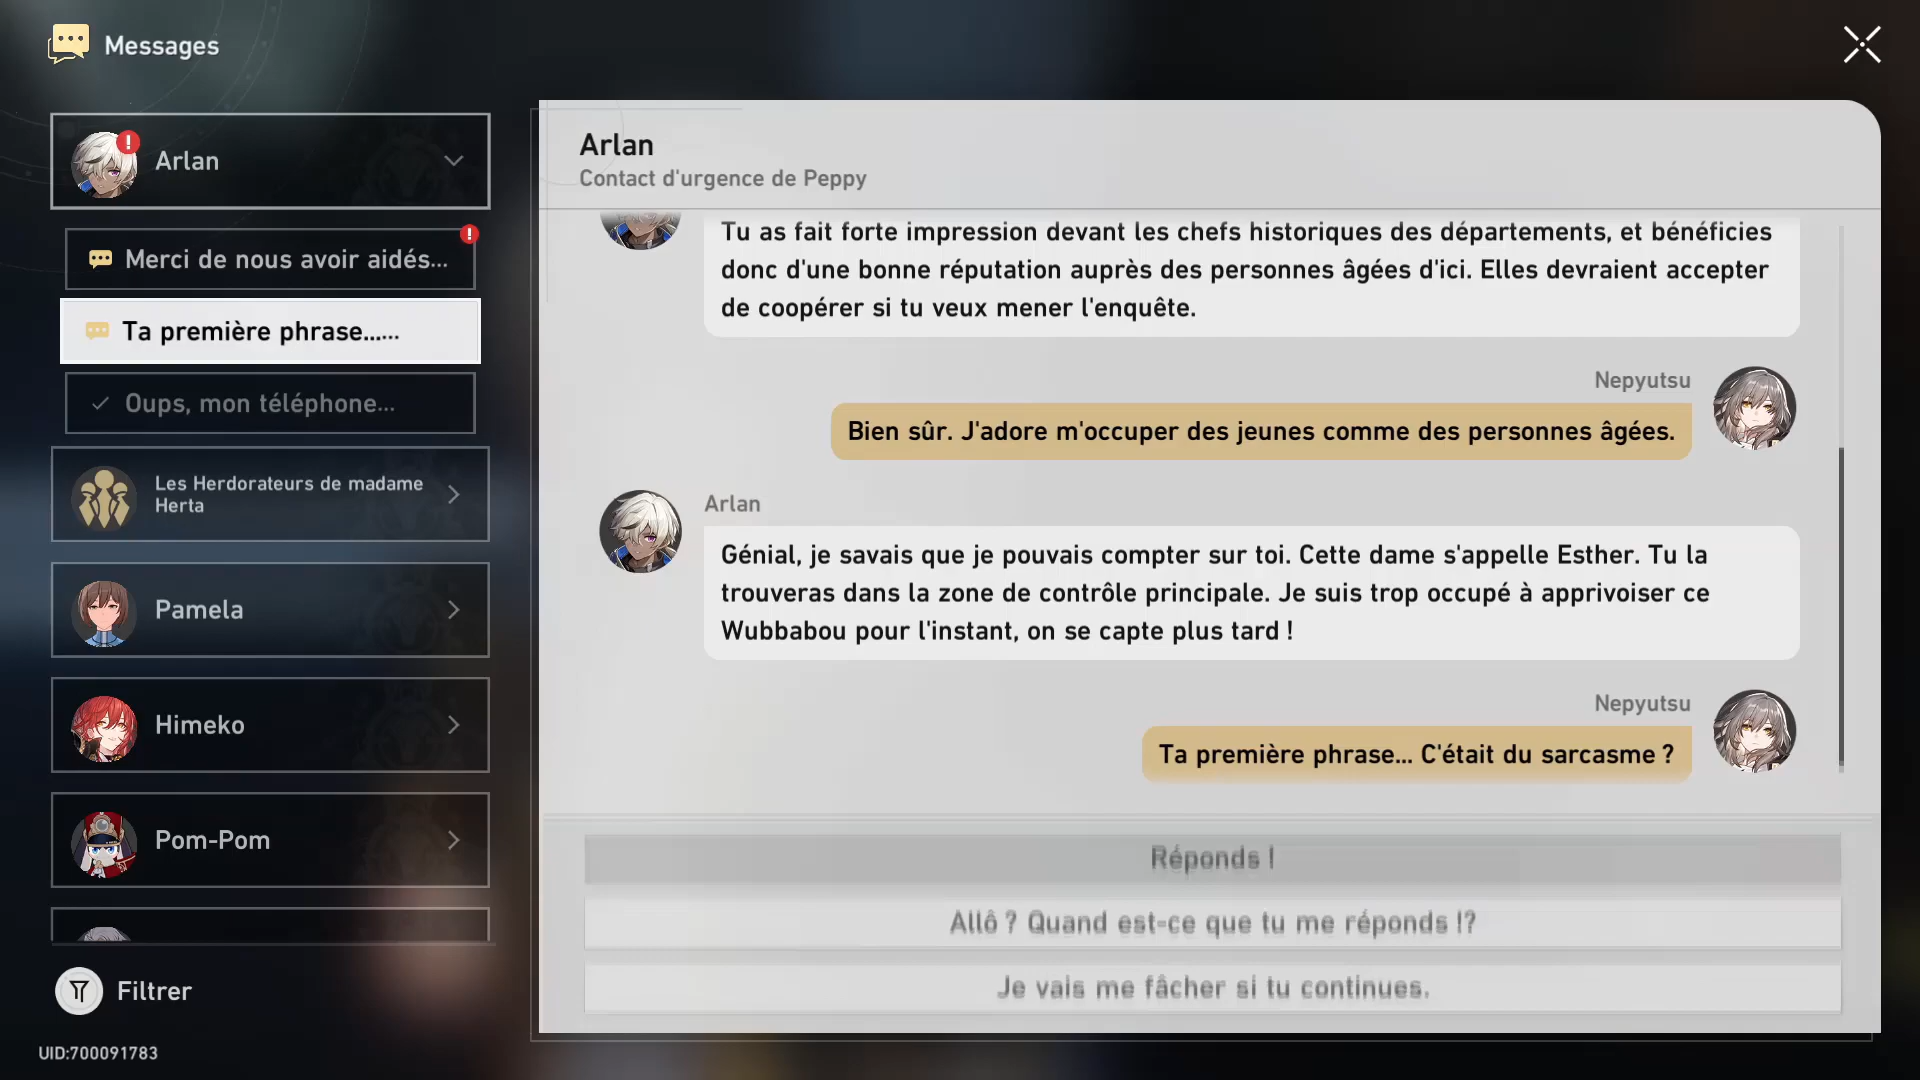 Messages
Arlan
Merci de nous avoir aidés...
Ta première phrase......
Oups, mon téléphone...
Les Herdorateurs de madame
Herta
Pamela
Himeko
Pom-Pom
Filtrer
UID:700091783
Arlan
Contact d'urgence de Peppy
Tu as fait forte impression devant les chefs historiques des départements, et bénéficies
donc d'une bonne réputation auprès des personnes âgées d'ici. Elles devraient accepter
de coopérer si tu veux mener l'enquête.
Nepyutsu
Bien sûr. J'adore m'occuper des jeunes comme des personnes âgées.
Arlan
Génial, je savais que je pouvais compter sur toi. Cette dame s'appelle Esther. Tu la
trouveras dans la zone de contrôle principale. Je suis trop occupé à apprivoiser ce
Wubbabou pour l'instant, on se capte plus tard !
Nepyutsu
Ta première phrase... C'était du sarcasme ?
Réponds !
Allô ? Quand est-ce que tu me réponds !?
Je vais me fâcher si tu continues.